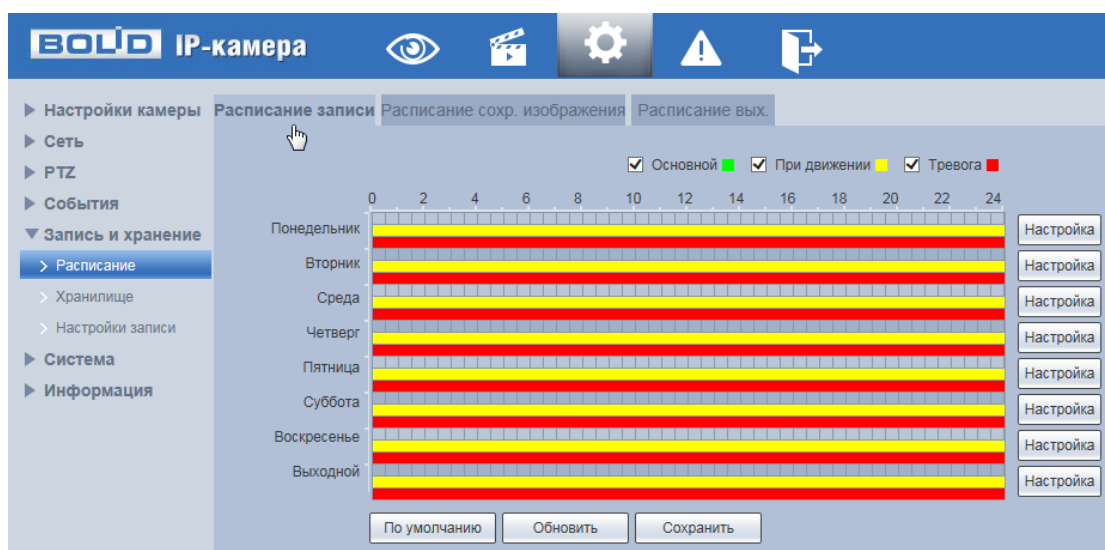 BOLID IP-камера
Настройки камеры
Сеть
PTZ
События
Запись и хранение
Расписание
Хранилище
Настройки записи
Система
Информация
Расписание записи Расписание сохр. изображения Расписание вых.
Основной При движении Тревога
0 2 4 6 8 10 12 14 16 18 20 22 24
Понедельник Настройка
Вторник Настройка
Среда Настройка
Четверг Настройка
Пятница Настройка
Суббота Настройка
Воскресенье Настройка
Выходной Настройка
По умолчанию Обновить Сохранить